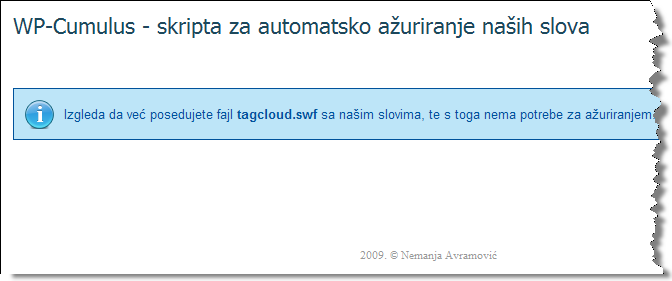 WP-Cumulus - skripta za automatsko ažuriranje naših slova
Izgleda da već posedujete fajl tagcloud.swf sa našim slovima, te s toga nema potrebe za ažuriranjem
2009. © Nemanja Avramović